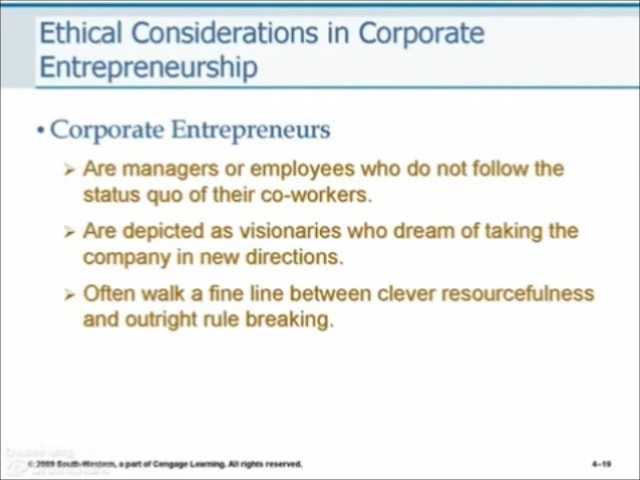 Ethical Considerations in Corporate
Entrepreneurship
• Corporate Entrepreneurs
➢ Are managers or employees who do not follow the
status quo of their co-workers.
➢ Are depicted as visionaries who dream of taking the
company in new directions.
➢ Often walk a fine line between clever resourcefulness
and outright rule breaking.
© 2009 South-Western, a part of Cengage Learning. All rights reserved.
4–19